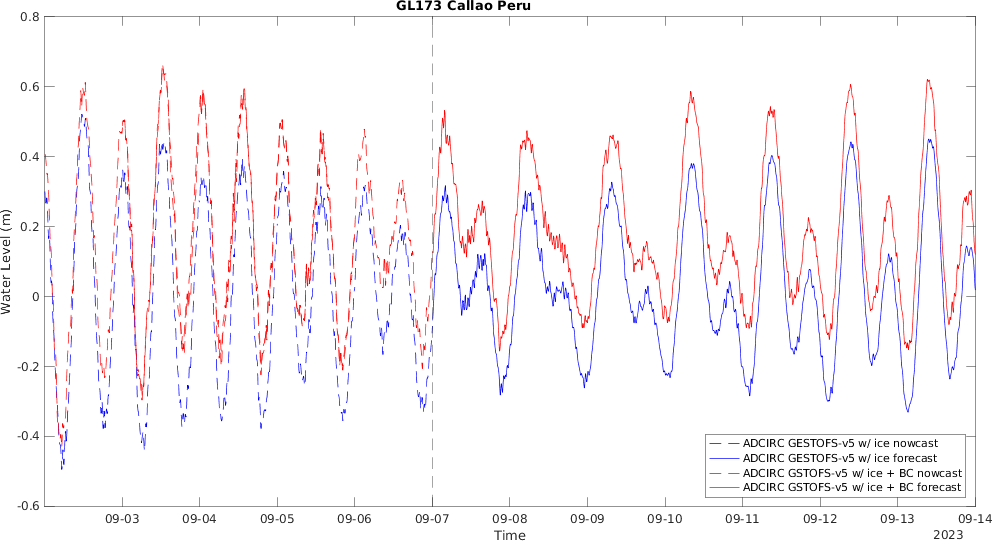 GL173 Callao Peru
Water Level (m)
0.8
0.6
0.4
0.2
0
-0.2
-0.4
-0.6
ADCIRC GESTOFS-v5 w/ ice nowcast
ADCIRC GESTOFS-v5 w/ ice forecast
ADCIRC GSTOFS-v5 w/ ice + BC nowcast
ADCIRC GSTOFS-v5 w/ ice + BC forecast
09-03 09-04 09-05 09-06 09-07 09-08 09-09 09-10 09-11 09-12 09-13 09-14
Time
2023